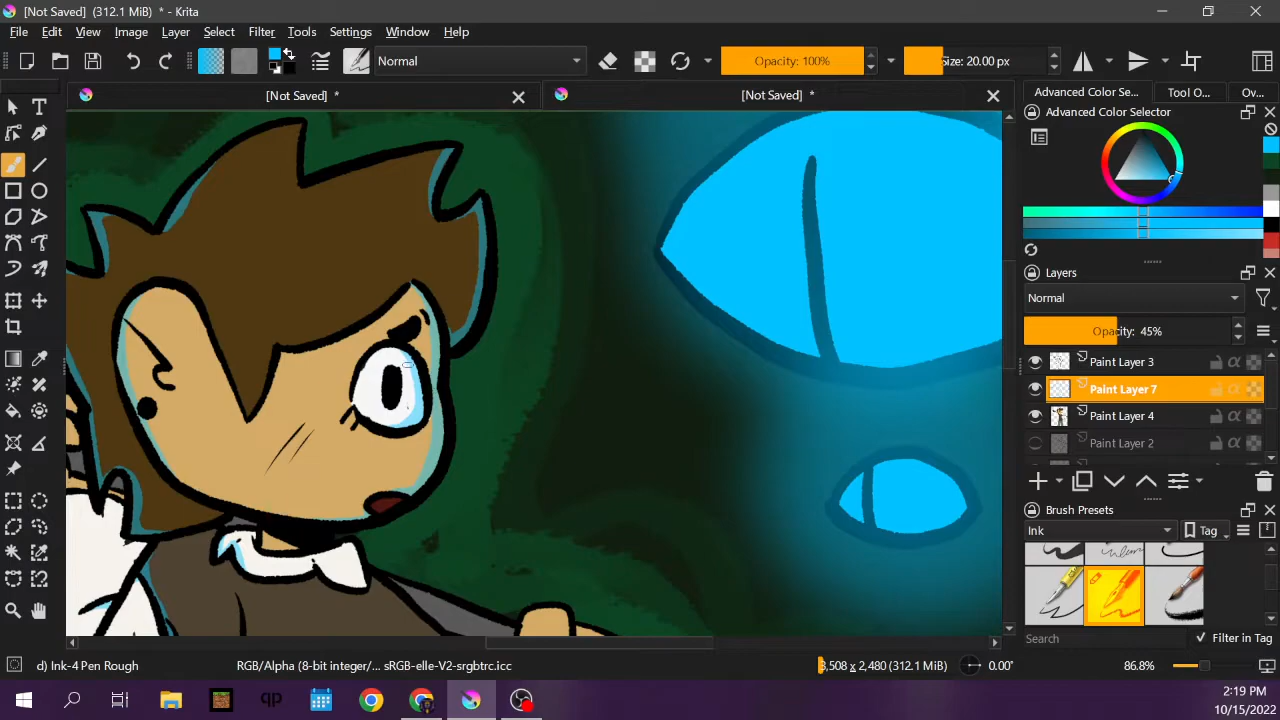 [Not Saved] (312.1 MiB) * - Krita
File Edit View Image Layer Select Filter Tools Settings Window Help
Normal
Opacity: 100%
Size: 20.00 px
[Not Saved] *
[Not Saved] *
Advanced Color Se...
Tool O...
Ov...
Advanced Color Selector
Layers
Normal
Opacity: 45%
Paint Layer 3
Paint Layer 7
Paint Layer 4
Paint Layer 2
Brush Presets
Ink
Tag
Search
Filter in Tag
d) Ink-4 Pen Rough
RGB/Alpha (8-bit integer/... sRGB-elle-V2-srgbtrc.icc
3,508 x 2,480 (312.1 MiB)
0.00°
86.8%
qp
2:19 PM
10/15/2022